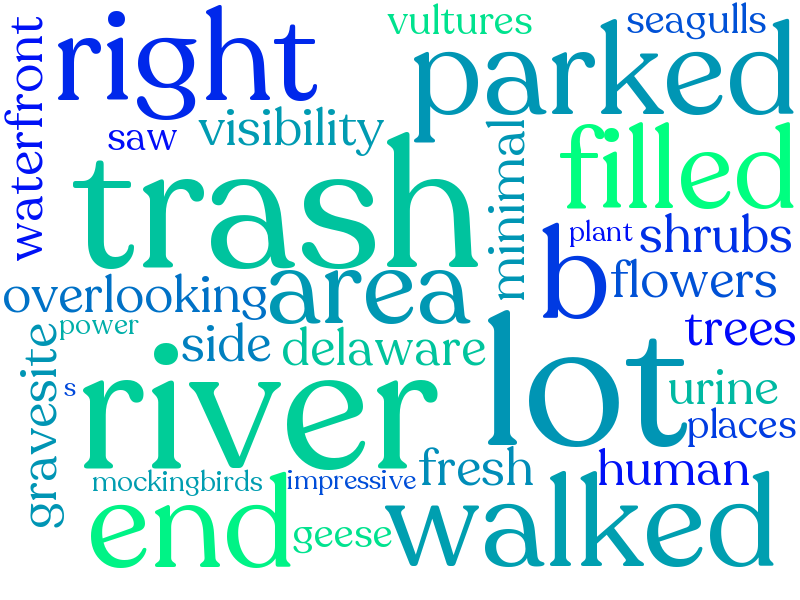 vultures
seagulls
right
parked
waterfront
saw
visibility
minimal
filled
trash
plant
shrubs
b
flowers
overlooking
area
power
side
delaware
trees
gravesite
s
river
lot
urine
places
mockingbirds
impressive
fresh
human
end
geese
walked